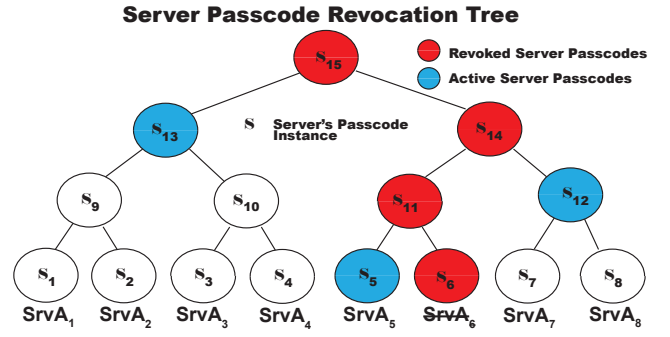 Server Passcode Revocation Tree
S15
Revoked Server Passcodes
Active Server Passcodes
S13
S Server's Passcode
Instance
S14
S9
S10
S11
S12
S1 S2 S3 S4 S5 S6 S7 S8
SrvA1 SrvA2 SrvA3 SrvA4 SrvA5 SrvA6 SrvA7 SrvA8